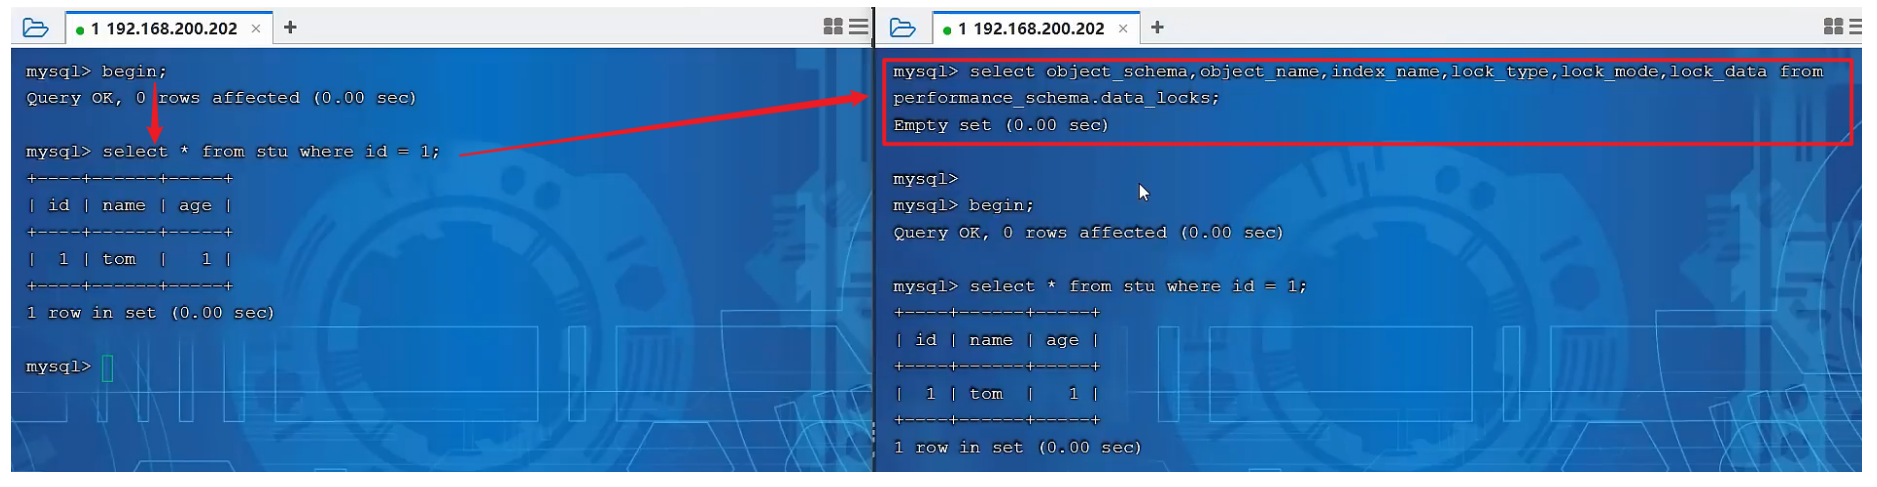 1 192.168.200.202 × +
mysql> begin;
Query OK, 0 rows affected (0.00 sec)
mysql> select * from stu where id = 1;
+----+------+-----+
| id | name | age |
+----+------+-----+
| 1 | tom | 1 |
+----+------+-----+
1 row in set (0.00 sec)
mysql>
1 192.168.200.202 × +
mysql> select object_schema,object_name,index_name,lock_type,lock_mode,lock_data from
performance_schema.data_locks;
Empty set (0.00 sec)
mysql>
mysql> begin;
Query OK, 0 rows affected (0.00 sec)
mysql> select * from stu where id = 1;
+----+------+-----+
| id | name | age |
+----+------+-----+
| 1 | tom | 1 |
+----+------+-----+
1 row in set (0.00 sec)